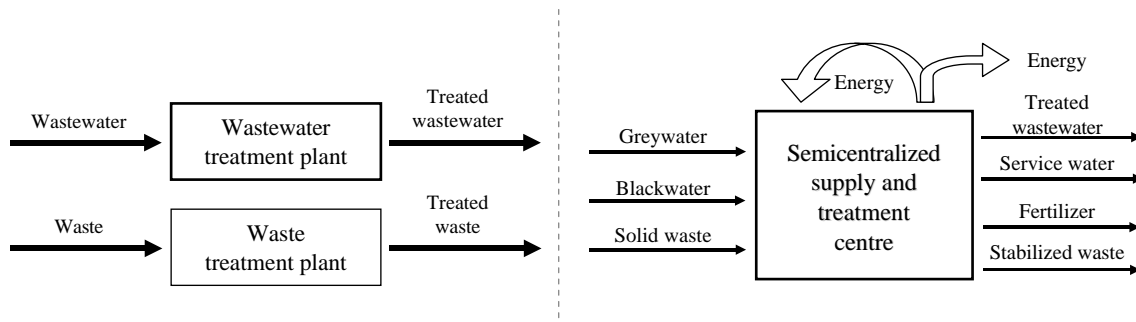 Wastewater
Wastewater
treatment plant
Treated
wastewater
Waste
Waste
treatment plant
Treated
waste
Energy
Energy
Greywater
Blackwater
Solid waste
Semicentralized
supply and
treatment
centre
Treated
wastewater
Service water
Fertilizer
Stabilized waste